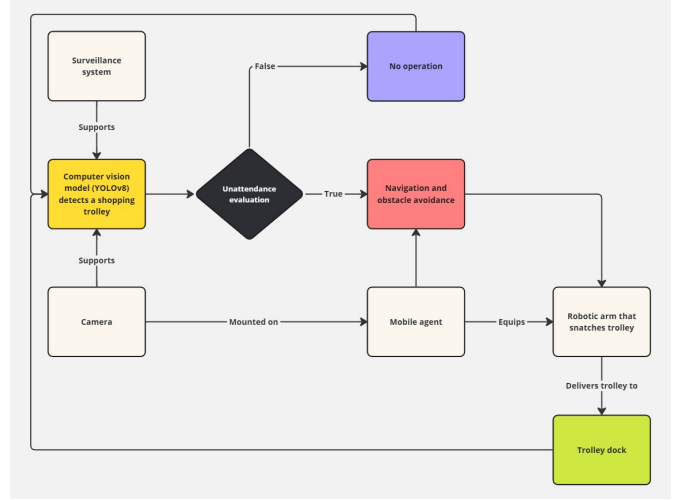 Surveillance
system
False
No operation
Supports
Computer vision
model (YOLOv8)
detects a shopping
trolley
Unattendance
evaluation
True
Navigation and
obstacle avoidance
Supports
Camera
Mounted on
Mobile agent
Equips
Robotic arm that
snatches trolley
Delivers trolley to
Trolley dock